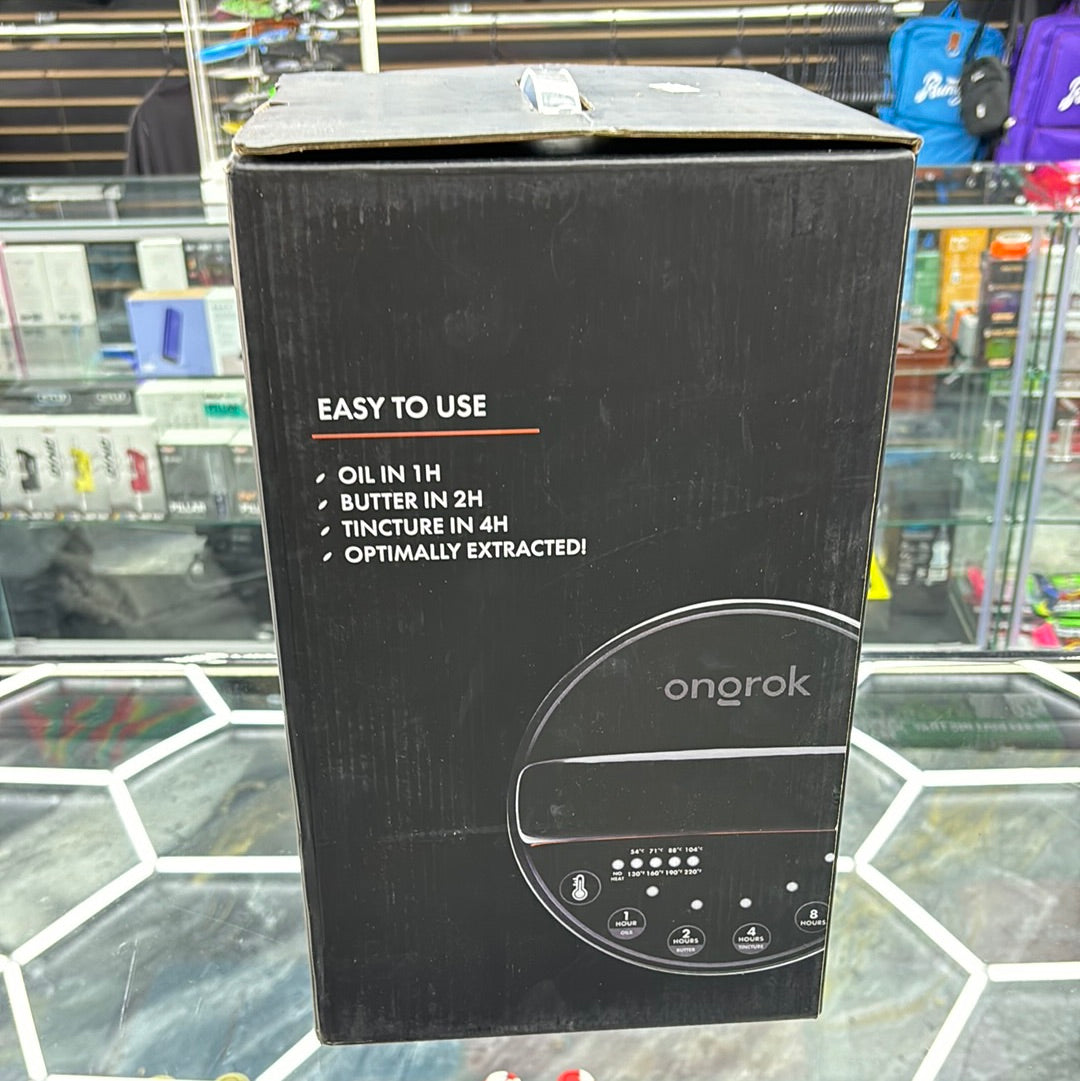 EASY TO USE
OIL IN 1H
BUTTER IN 2H
TINCTURE IN 4H
OPTIMALLY EXTRACTED!
ongrok
54°C 71°C 88°C 104°C
NO HEAT 130°F 160°F 190°F 220°F
1 HOUR OILS
2 HOURS BUTTER
4 HOURS TINCTURE
8 HOURS